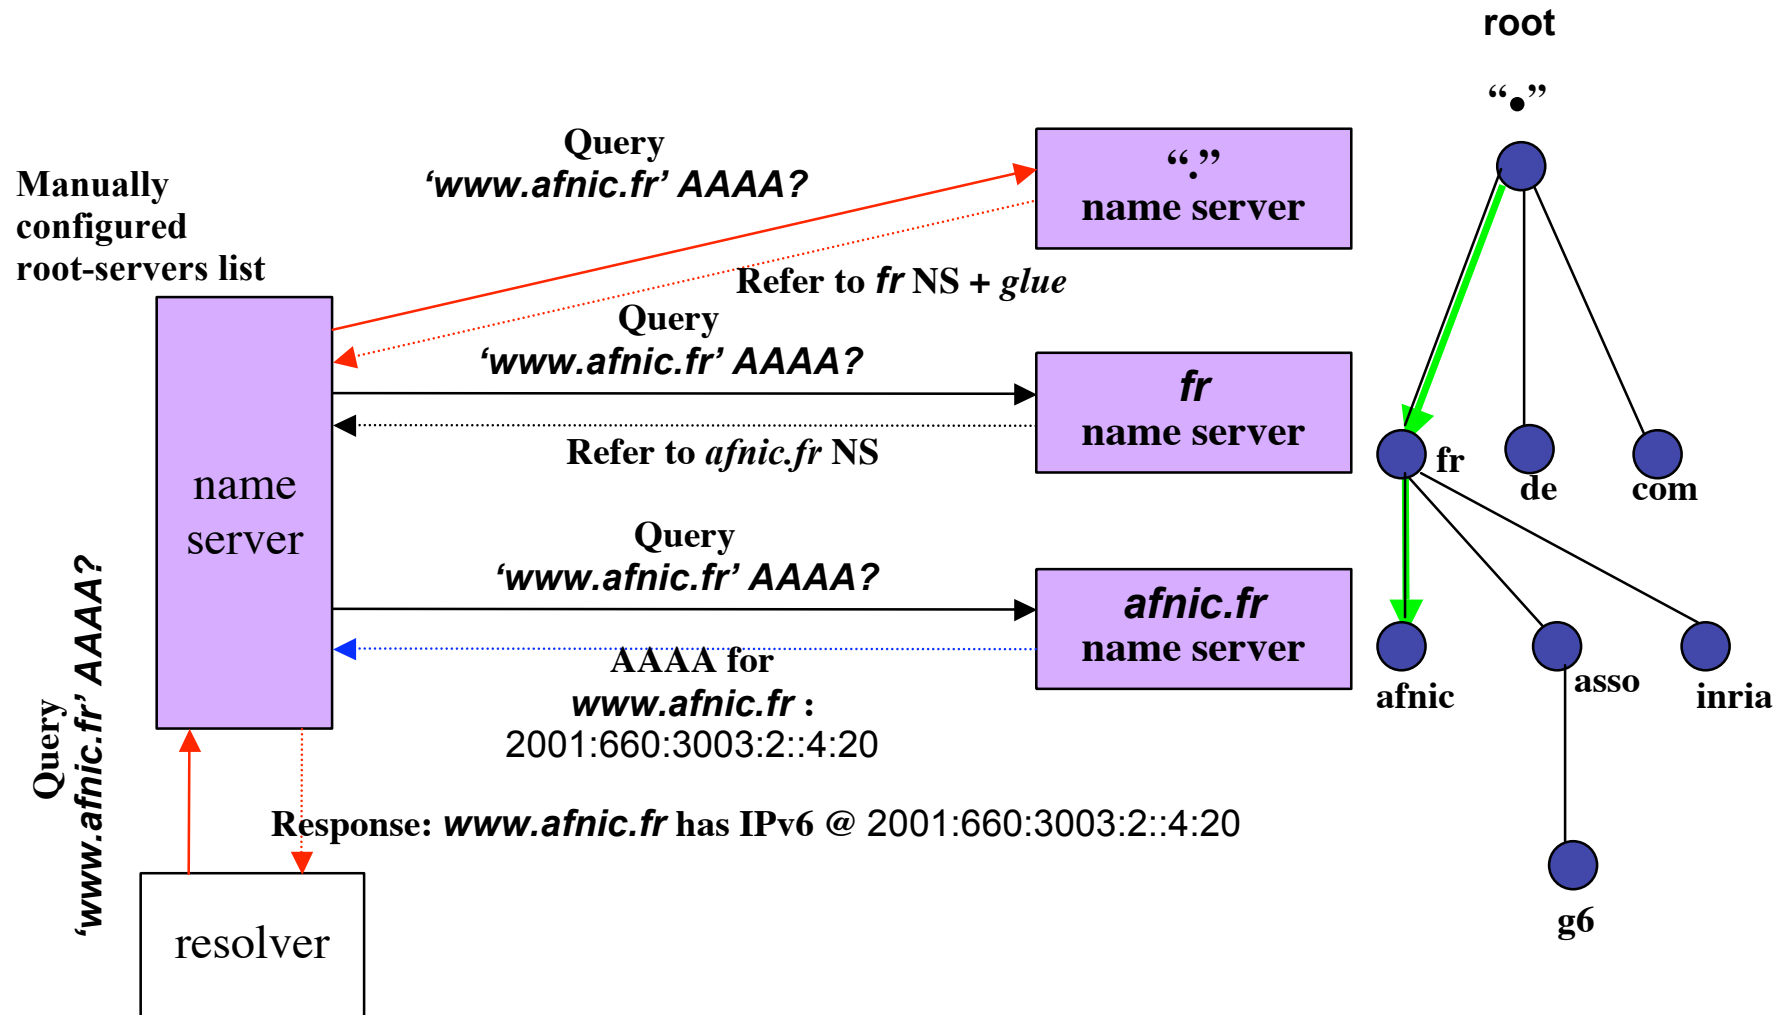 root
“•”
Query
‘www.afnic.fr’ AAAA?
“.”
name server
Manually
configured
root-servers list
Refer to fr NS + glue
Query
‘www.afnic.fr’ AAAA?
fr
name server
Refer to afnic.fr NS
name
server
fr
de
com
Query
‘www.afnic.fr’ AAAA?
afnic.fr
name server
AAAA for
www.afnic.fr :
2001:660:3003:2::4:20
afnic
asso
inria
Query
‘www.afnic.fr’ AAAA?
Response: www.afnic.fr has IPv6 @ 2001:660:3003:2::4:20
resolver
g6